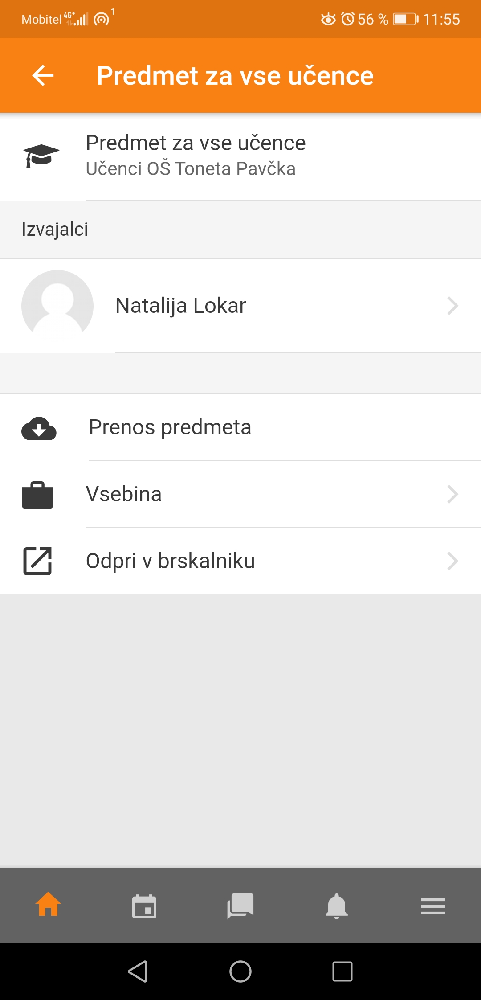 Mobitel 4G+ 1 56 % 11:55
Predmet za vse učence
Predmet za vse učence
Učenci OŠ Toneta Pavčka
Izvajalci
Natalija Lokar
Prenos predmeta
Vsebina
Odpri v brskalniku